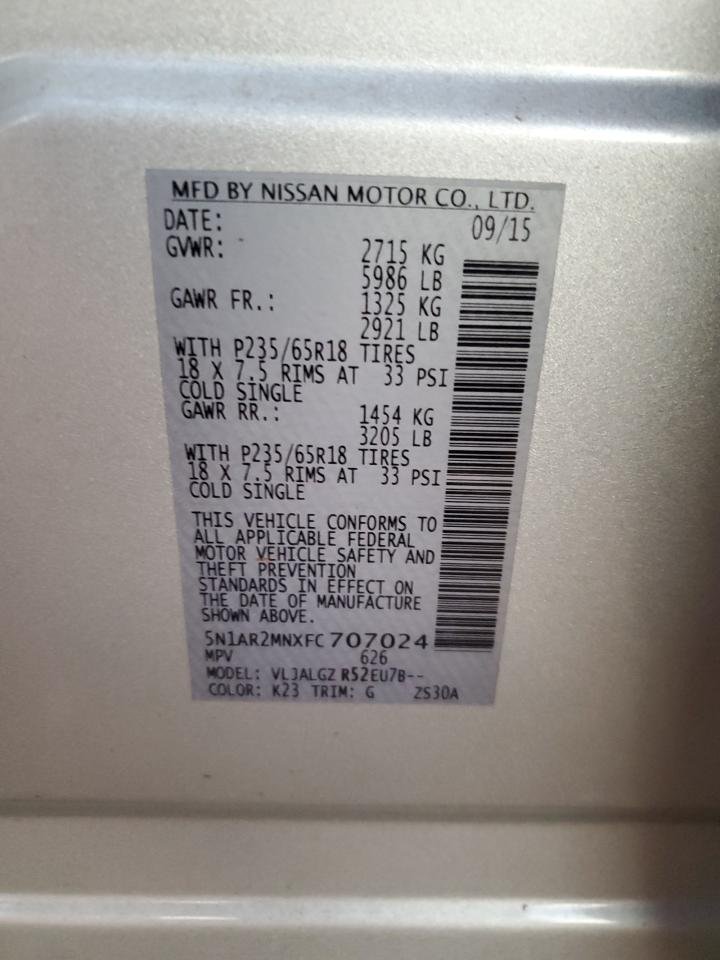 MFD BY NISSAN MOTOR CO., LTD.
DATE: 09/15
GVWR: 2715 KG
5986 LB
GAWR FR.: 1325 KG
2921 LB
WITH P235/65R18 TIRES
18 X 7.5 RIMS AT 33 PSI
COLD SINGLE
GAWR RR.: 1454 KG
3205 LB
WITH P235/65R18 TIRES
18 X 7.5 RIMS AT 33 PSI
COLD SINGLE
THIS VEHICLE CONFORMS TO
ALL APPLICABLE FEDERAL
MOTOR VEHICLE SAFETY AND
THEFT PREVENTION
STANDARDS IN EFFECT ON
THE DATE OF MANUFACTURE
SHOWN ABOVE.
5N1AR2MNXFC707024
MPV 626
MODEL: VLJALGZ R52EU7B--
COLOR: K23 TRIM: G ZS30A